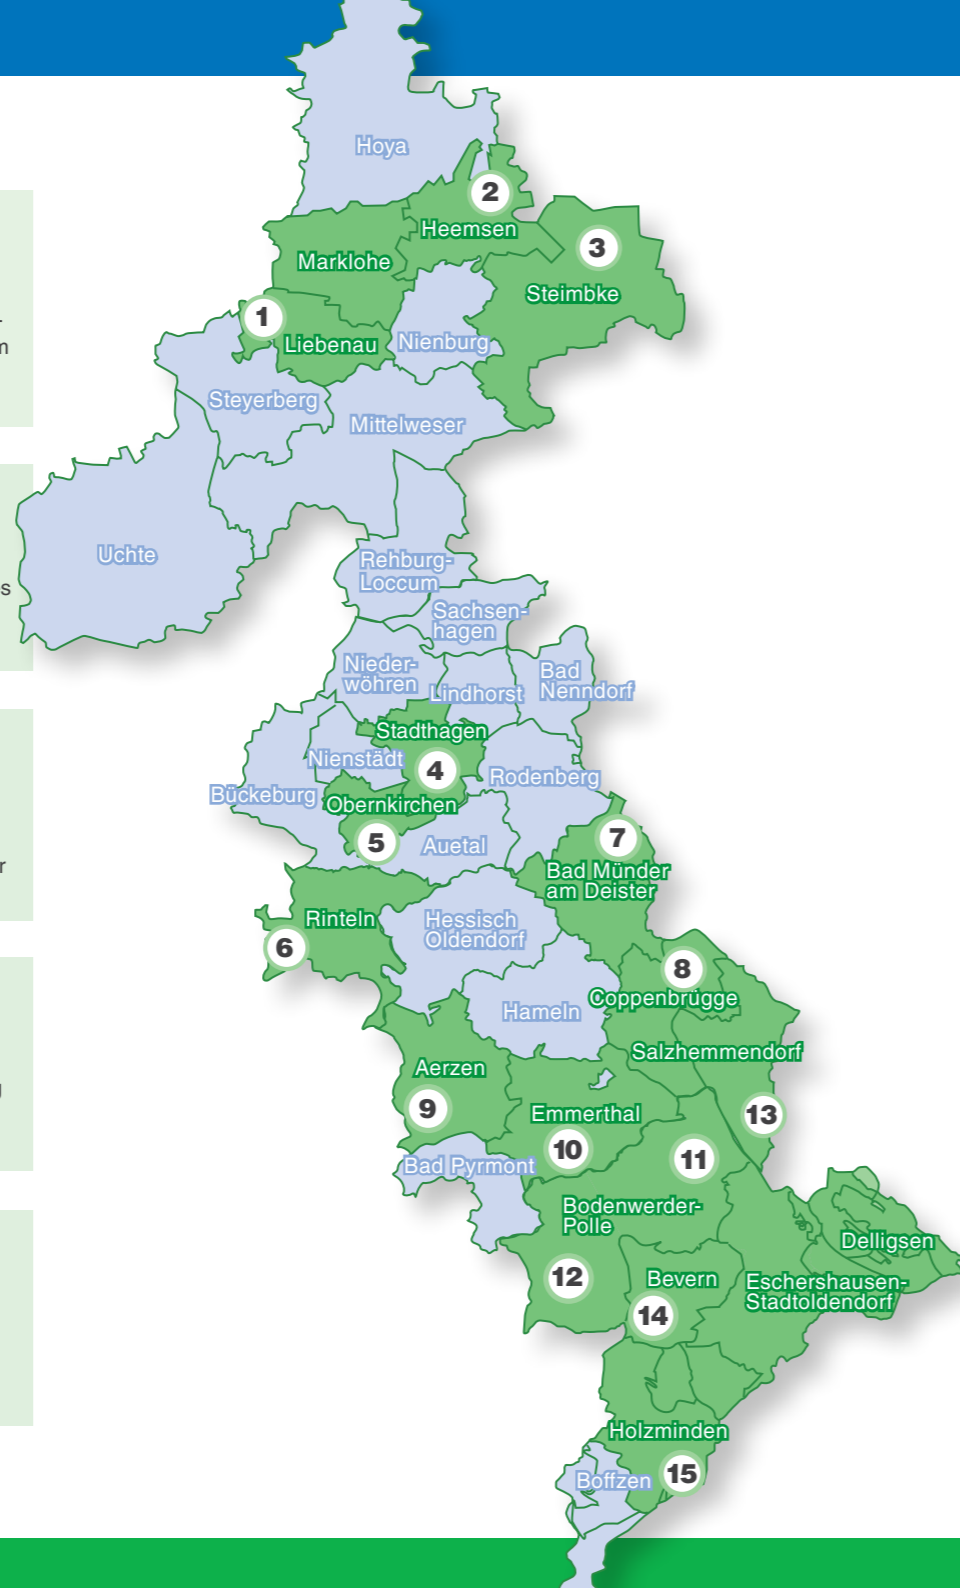 Hoya
2
Heemsen
3
Marklohe
Steimbke
1
Liebenau
Nienburg
Steyerberg
Mittelweser
m
Uchte
Rehburg-
Loccum
s
Sachsen-
hagen
Nieder-
wöhren
Lindhorst
Bad
Nenndorf
Stadthagen
Nienstädt
4
Rodenberg
Bückeburg
Obernkirchen
5
Auetal
7
r
Bad Münder
am Deister
Rinteln
Hessisch
Oldendorf
6
8
Coppenbrügge
Hameln
Salzhemmendorf
Aerzen
9
Emmerthal
13
10
11
Bad Pyrmont
Bodenwerder-
Polle
Delligsen
12
Bevern
Eschershausen-
Stadtoldendorf
14
Holzminden
Boffzen
15